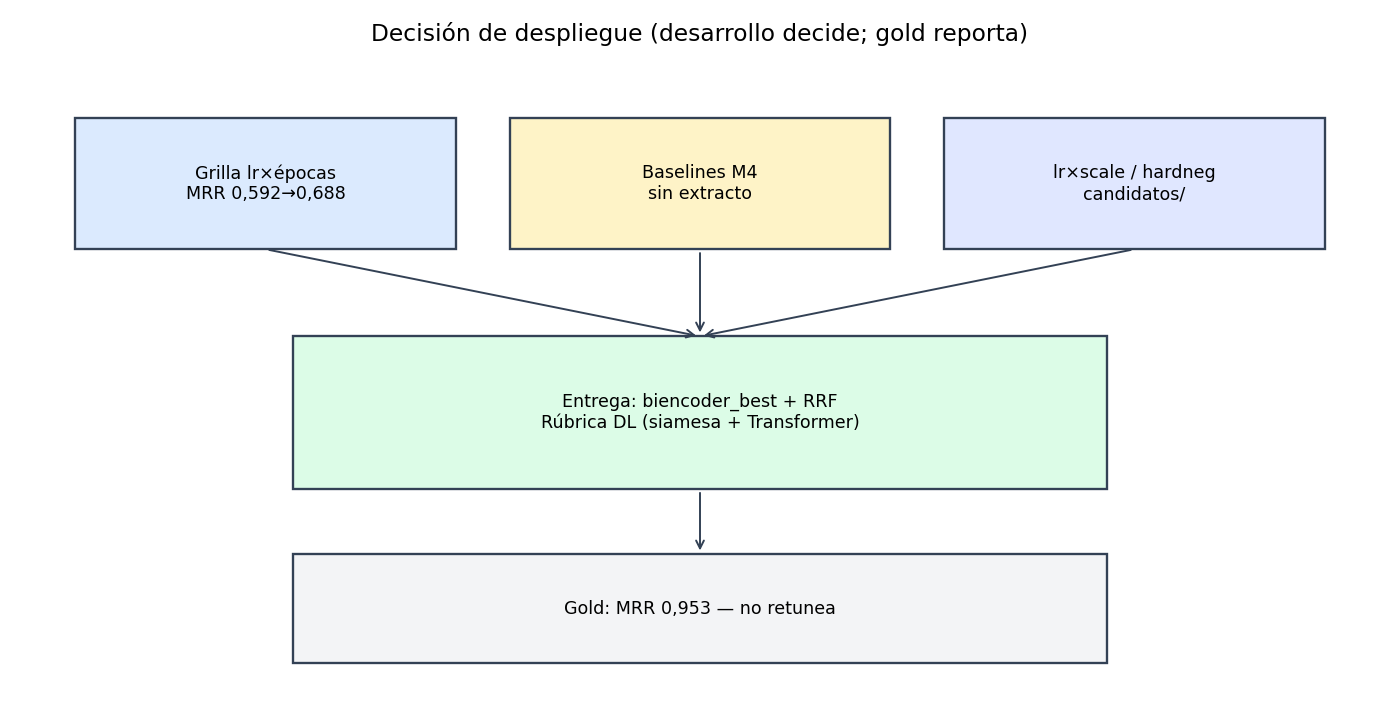 Decisión de despliegue (desarrollo decide; gold reporta)
Grilla lr×épocas
MRR 0,592→0,688
Baselines M4
sin extracto
lr×scale / hardneg
candidatos/
Entrega: biencoder_best + RRF
Rúbrica DL (siamesa + Transformer)
Gold: MRR 0,953 — no retunea